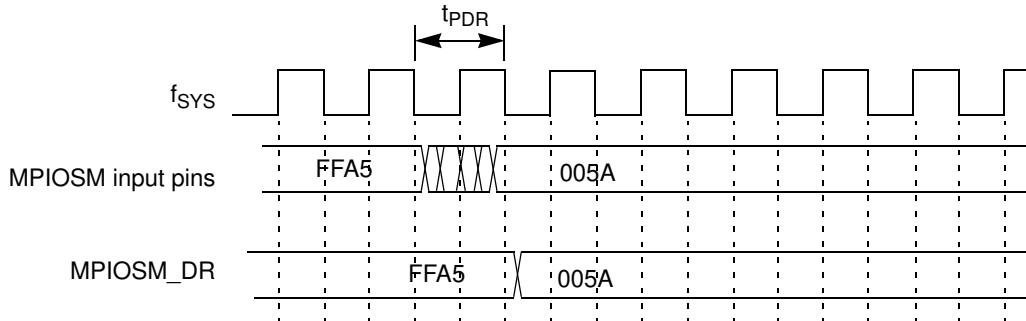 tPDR
fSYS
MPIOSM input pins FFA5 005A
MPIOSM_DR FFA5 005A